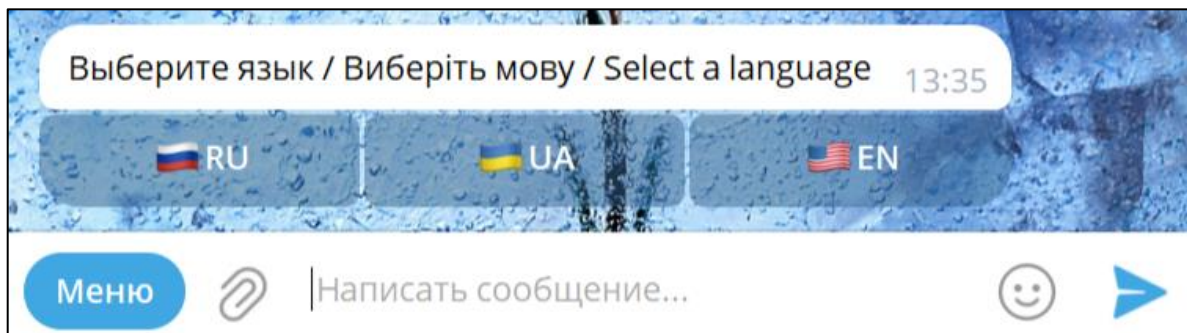 Выберите язык / Виберіть мову / Select a language
13:35
RU UA EN
Меню Написать сообщение...